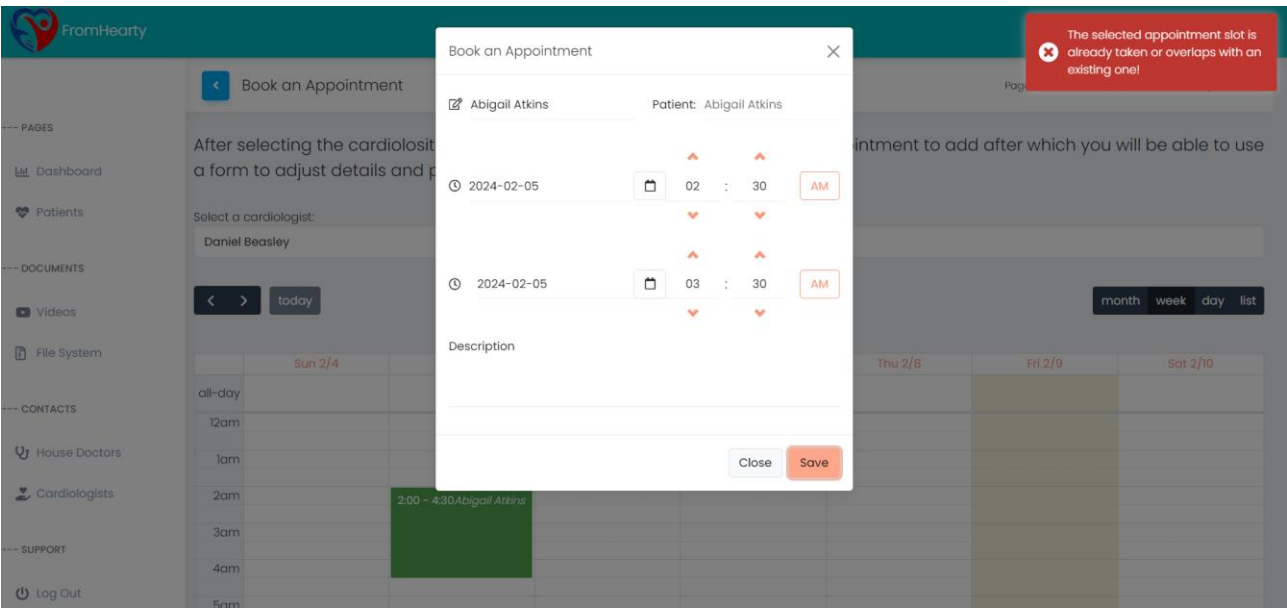 FromHearty
The selected appointment slot is
already taken or overlaps with an
existing one!
Book an Appointment
Book an Appointment
Abigail Atkins
Patient: Abigail Atkins
2024-02-05
02 : 30 AM
2024-02-05
03 : 30 AM
Description
Close
Save
--- PAGES
Dashboard
Patients
--- DOCUMENTS
Videos
File System
--- CONTACTS
House Doctors
Cardiologists
--- SUPPORT
Log Out
After selecting the cardiolosit
intment to add after which you will be able to use
a form to adjust details and p
Select a cardiologist:
Daniel Beasley
< > today
month week day list
Sun 2/4 Thu 2/8 Fri 2/9 Sat 2/10
all-day
12am
1am
2am
2:00 - 4:30 Abigail Atkins
3am
4am
5am